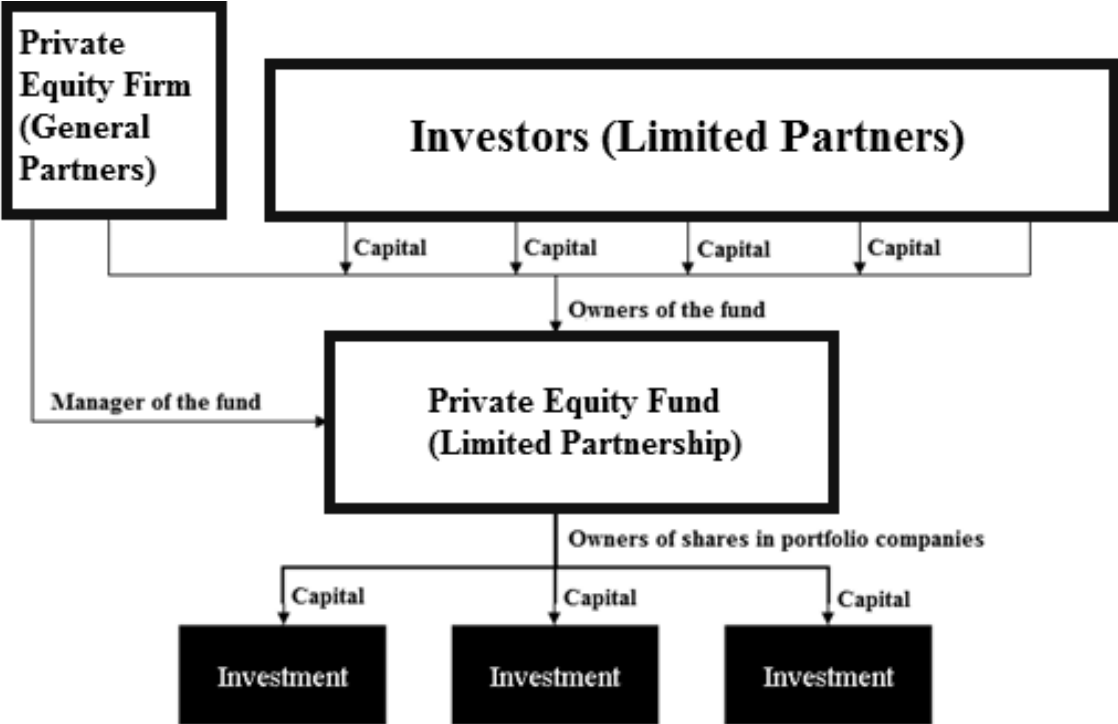 Private
Equity Firm
(General
Partners)
Investors (Limited Partners)
Capital
Capital
Capital
Capital
Owners of the fund
Manager of the fund
Private Equity Fund
(Limited Partnership)
Owners of shares in portfolio companies
Capital
Capital
Capital
Investment
Investment
Investment